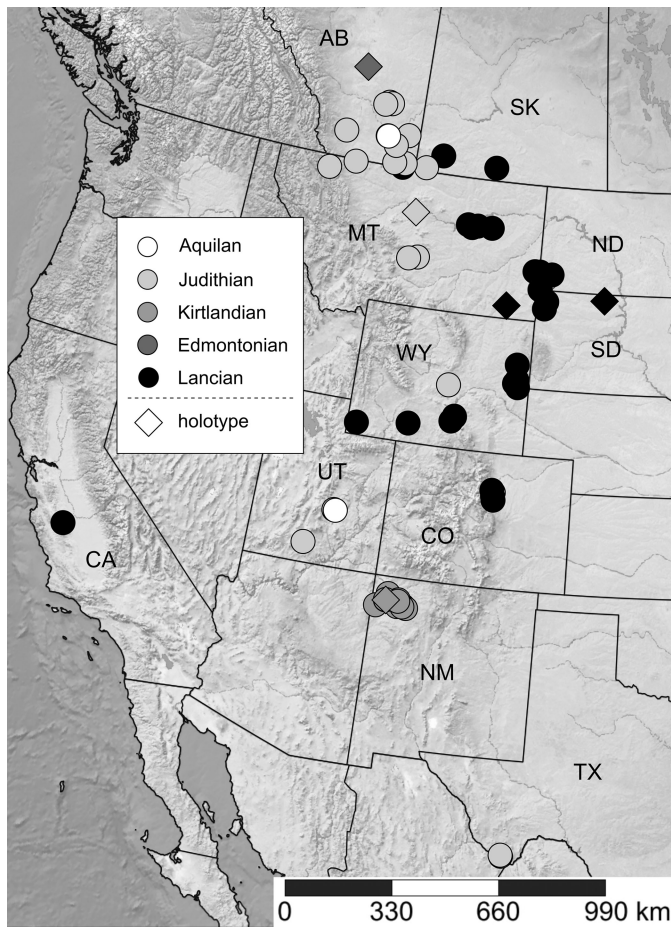 AB
SK
MT
ND
Aquilan
Judithian
Kirtlandian
Edmontonian
Lancian
holotype
WY
SD
UT
CO
CA
NM
TX
0 330 660 990 km